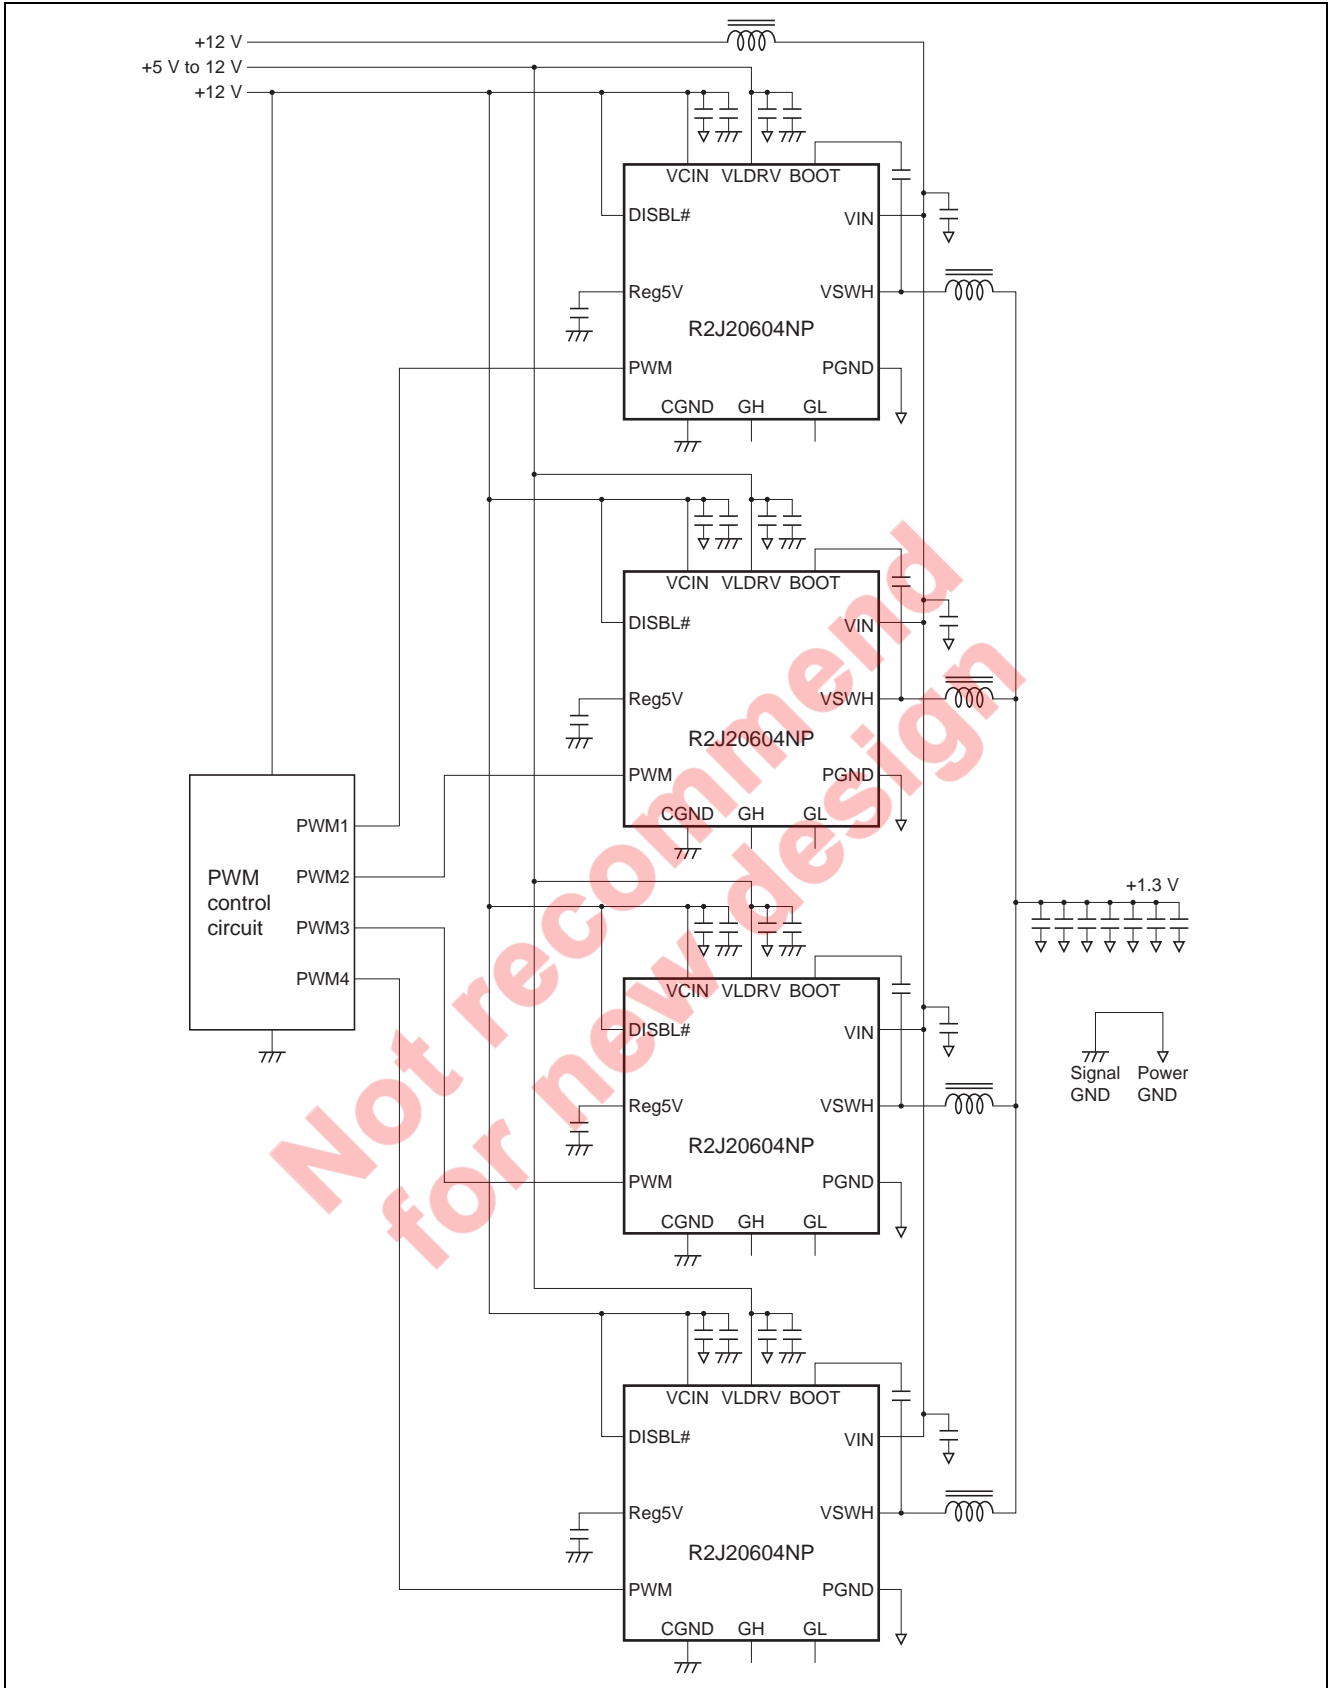 +12 V
+5 V to 12 V
+12 V
VCIN VLDRV BOOT
DISBL#
VIN
Reg5V
VSWH
R2J20604NP
PWM
PGND
CGND GH GL
VCIN VLDRV BOOT
DISBL#
VIN
Reg5V
VSWH
R2J20604NP
PWM
PGND
CGND GH GL
PWM control circuit
PWM1
PWM2
PWM3
PWM4
+1.3 V
VCIN VLDRV BOOT
DISBL#
VIN
Reg5V
VSWH
R2J20604NP
PWM
PGND
CGND GH GL
Signal GND
Power GND
VCIN VLDRV BOOT
DISBL#
VIN
Reg5V
VSWH
R2J20604NP
PWM
PGND
CGND GH GL
Not recommend
for new design